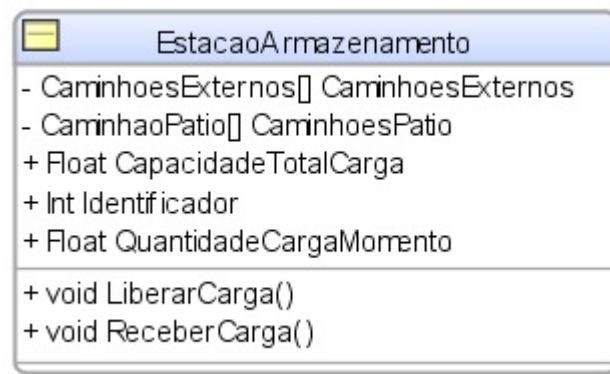 EstacaoArmazenamento
- CaminhoesExternos[] CaminhoesExternos
- CaminhaoPatio[] CaminhoesPatio
+ Float CapacidadeTotalCarga
+ Int Identificador
+ Float QuantidadeCargaMomento
+ void LiberarCarga()
+ void ReceberCarga()